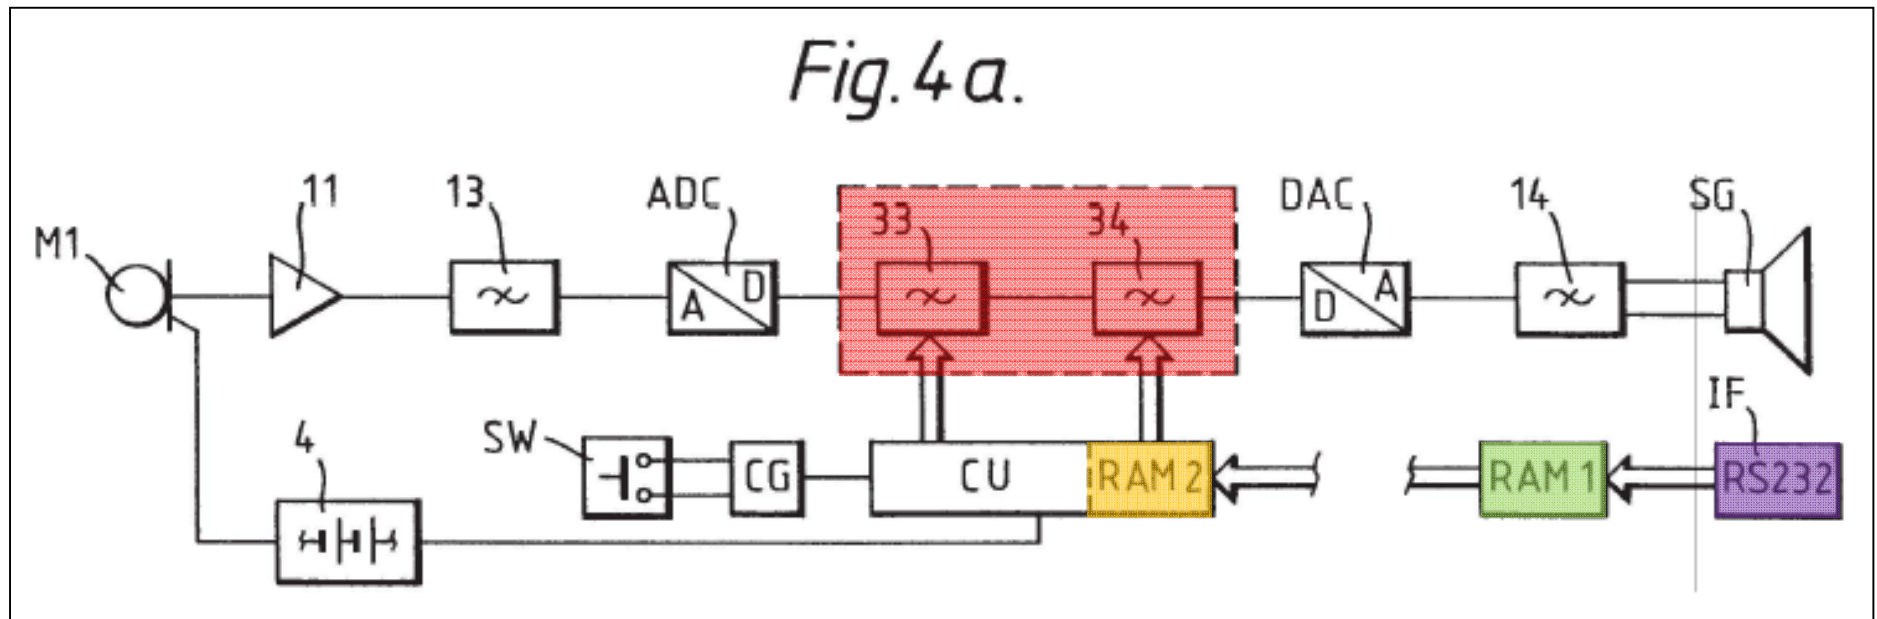 Fig. 4a.
M1
11
13
ADC
33
34
DAC
14
SG
A D
D A
4
SW
CG
CU
RAM 2
RAM 1
IF
RS232